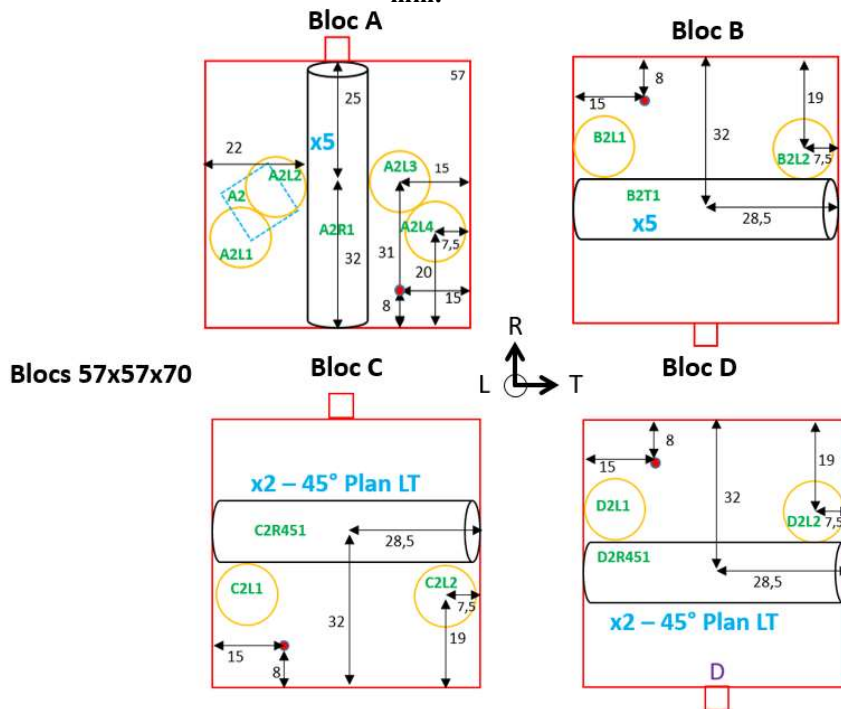 mm.
Bloc A
Bloc B
57
25
x5
22
A2L2
A2
A2L1
A2R1
32
A2L3
15
A2L4
7,5
31
20
15
8
8
15
19
32
B2L1
B2L2
7,5
B2T1
x5
28,5
R
L
T
Blocs 57x57x70
Bloc C
Bloc D
x2 – 45° Plan LT
C2R451
28,5
C2L1
C2L2
7,5
32
19
15
8
8
15
19
32
D2L1
D2L2
7,5
D2R451
28,5
x2 – 45° Plan LT
D